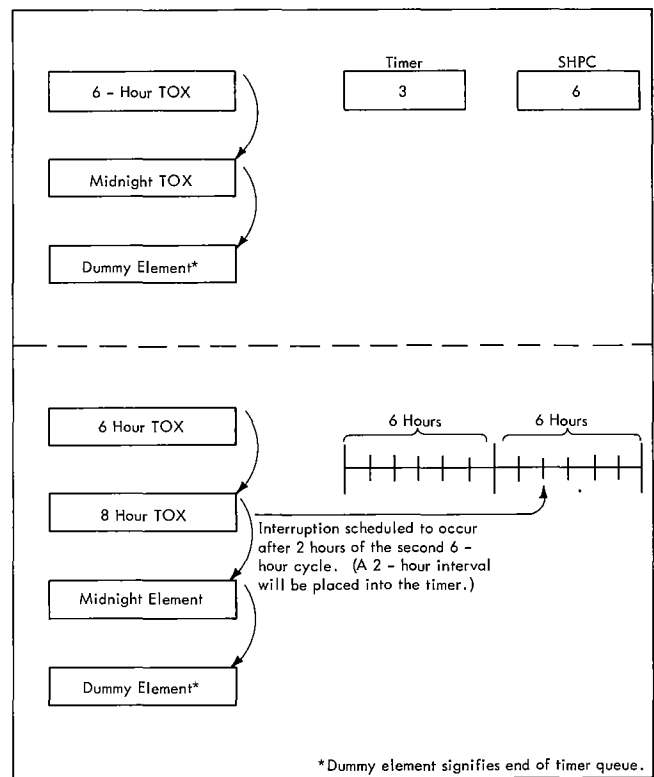 Timer
SHPC
6 - Hour TOX
3
6
Midnight TOX
Dummy Element*
6 Hour TOX
6 Hours
6 Hours
8 Hour TOX
Interruption scheduled to occur
after 2 hours of the second 6 -
hour cycle. (A 2 - hour interval
will be placed into the timer.)
Midnight Element
Dummy Element*
*Dummy element signifies end of timer queue.